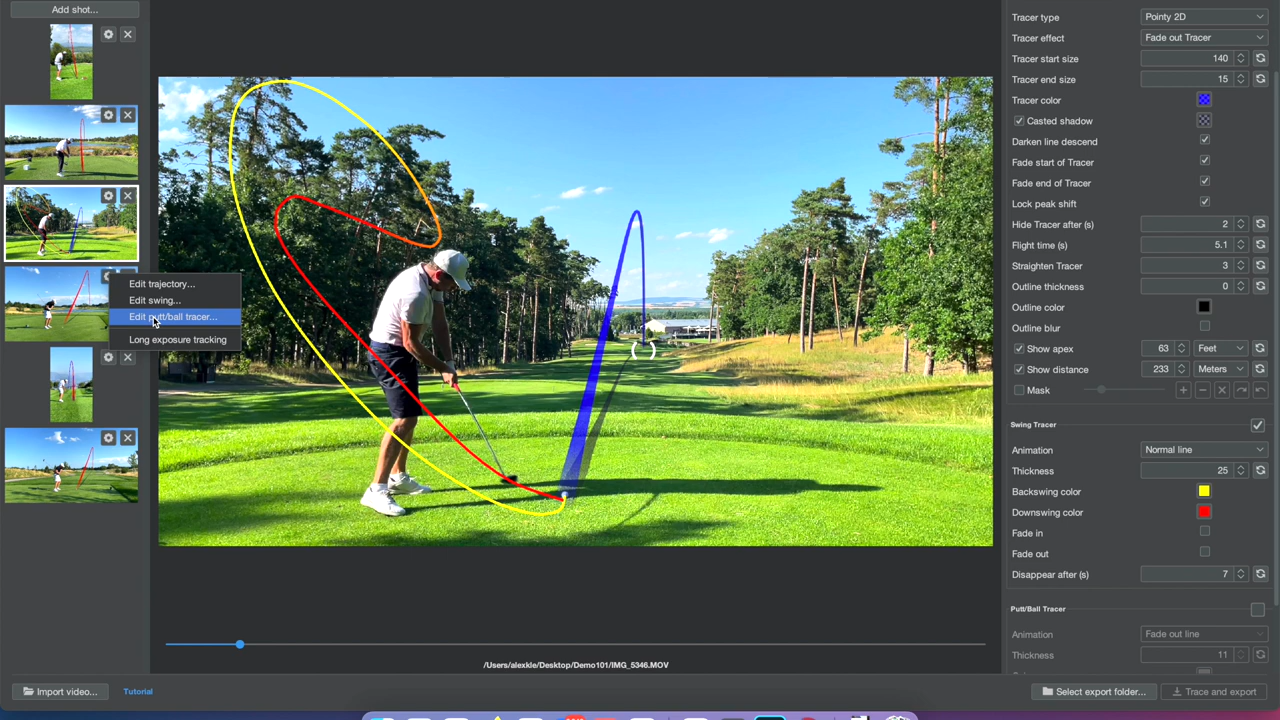 Add shot...
Edit trajectory...
Edit swing...
Edit putt/ball tracer...
Long exposure tracking
/Users/alexkle/Desktop/Demo101/IMG_5346.MOV
Import video...
Tutorial
Tracer type Pointy 2D
Tracer effect Fade out Tracer
Tracer start size 140
Tracer end size 15
Tracer color
Casted shadow
Darken line descend
Fade start of Tracer
Fade end of Tracer
Lock peak shift
Hide Tracer after (s) 2
Flight time (s) 5.1
Straighten Tracer 3
Outline thickness 0
Outline color
Outline blur
Show apex 63 Feet
Show distance 233 Meters
Mask
Swing Tracer
Animation Normal line
Thickness 25
Backswing color
Downswing color
Fade in
Fade out
Disappear after (s) 7
Putt/Ball Tracer
Animation Fade out line
Thickness 11
Select export folder...
Trace and export